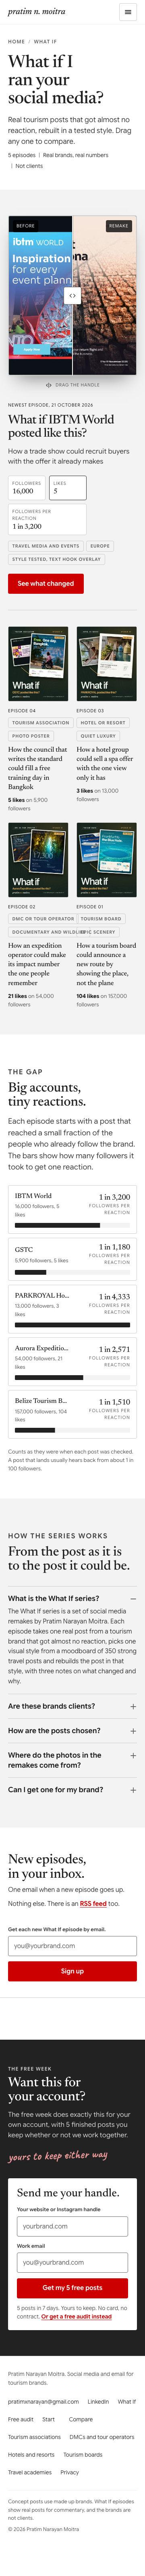 pratim n. moitra
HOME / WHAT IF
What if I
ran your
social media?
Real tourism posts that got almost no
reaction, rebuilt in a tested style. Drag
any one to compare.
5 episodes | Real brands, real numbers
| Not clients
BEFORE
REMAKE
ibtm WORLD
Inspiration for
every event
planni
DRAG THE HANDLE
NEWEST EPISODE, 21 OCTOBER 2026
What if IBTM World
posted like this?
How a trade show could recruit buyers
with the offer it already makes
FOLLOWERS
16,000
LIKES
5
FOLLOWERS PER
REACTION
1 in 3,200
TRAVEL MEDIA AND EVENTS
EUROPE
STYLE TESTED, TEXT HOOK OVERLAY
See what changed
EPISODE 04
TOURISM ASSOCIATION
PHOTO POSTER
How the council that
writes the standard
could fill a free
training day in
Bangkok
5 likes on 5,900
followers
EPISODE 03
HOTEL OR RESORT
QUIET LUXURY
How a hotel group
could sell a spa offer
with the one view
only it has
3 likes on 13,000
followers
EPISODE 02
DMC OR TOUR OPERATOR
DOCUMENTARY AND WILDLIFE
How an expedition
operator could make
its impact number
the one people
remember
21 likes on 54,000
followers
EPISODE 01
TOURISM BOARD
EPIC SCENERY
How a tourism board
could announce a
new route by
showing the place,
not the plane
104 likes on 157,000
followers
THE GAP
Big accounts,
tiny reactions.
Each episode starts with a post that
reached a small fraction of the
people who already follow the brand.
The bars show how many followers it
took to get one reaction.
IBTM World
16,000 followers, 5
likes
1 in 3,200
FOLLOWERS PER
REACTION
GSTC
5,900 followers, 5 likes
1 in 1,180
FOLLOWERS PER
REACTION
PARKROYAL Ho...
13,000 followers, 3
likes
1 in 4,333
FOLLOWERS PER
REACTION
Aurora Expeditio...
54,000 followers, 21
likes
1 in 2,571
FOLLOWERS PER
REACTION
Belize Tourism B...
157,000 followers, 104
likes
1 in 1,510
FOLLOWERS PER
REACTION
Counts as they were when each post was checked.
A post that lands usually hears back from about 1 in
100 followers.
HOW THE SERIES WORKS
From the post as it is
to the post it could be.
What is the What If series?
The What If series is a set of social media
remakes by Pratim Narayan Moitra. Each
episode takes one real post from a tourism
brand that got almost no reaction, picks one
visual style from a moodbook of 350 strong
travel posts and rebuilds the post in that
style, with three notes on what changed and
why.
Are these brands clients?
How are the posts chosen?
Where do the photos in the
remakes come from?
Can I get one for my brand?
New episodes,
in your inbox.
One email when a new episode goes up.
Nothing else. There is an RSS feed too.
Get each new What If episode by email.
you@yourbrand.com
Sign up
THE FREE WEEK
Want this for
your account?
The free week does exactly this for your
own account, with 5 finished posts you
keep whether or not we work together.
yours to keep either way
Send me your handle.
Your website or Instagram handle
yourbrand.com
Work email
you@yourbrand.com
Get my 5 free posts
5 posts in 7 days. Yours to keep. No card, no
contract. Or get a free audit instead
Pratim Narayan Moitra. Social media and email for
tourism brands.
pratimnarayan@gmail.com LinkedIn What If
Free audit Start Compare
Tourism associations DMCs and tour operators
Hotels and resorts Tourism boards
Travel academies Privacy
Concept posts use made up brands. What If episodes
show real posts for commentary, and the brands are
not clients.
© 2026 Pratim Narayan Moitra